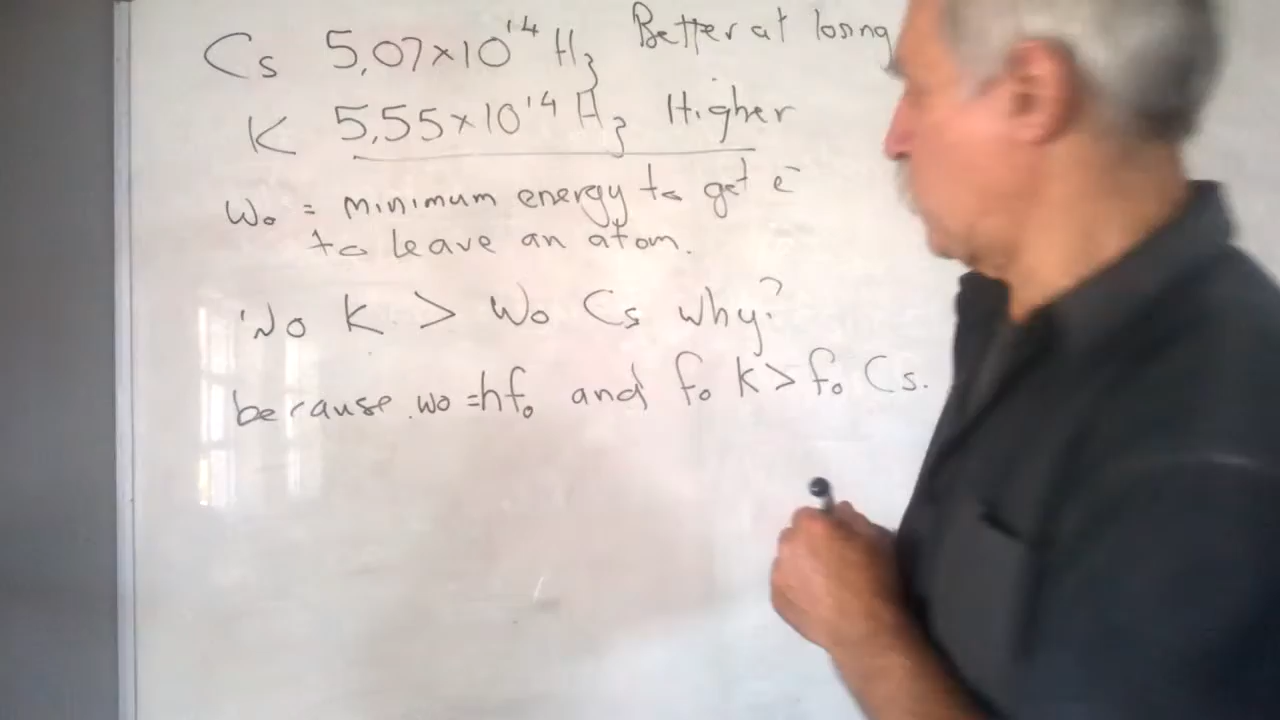 Cs 5,07×10¹⁴ Hz Better at losing
K 5,55×10¹⁴ Hz Higher
W₀ = minimum energy to get e⁻
to leave an atom.
W₀ K > W₀ Cs why?
because w₀ = hf₀ and f₀ K > f₀ Cs.